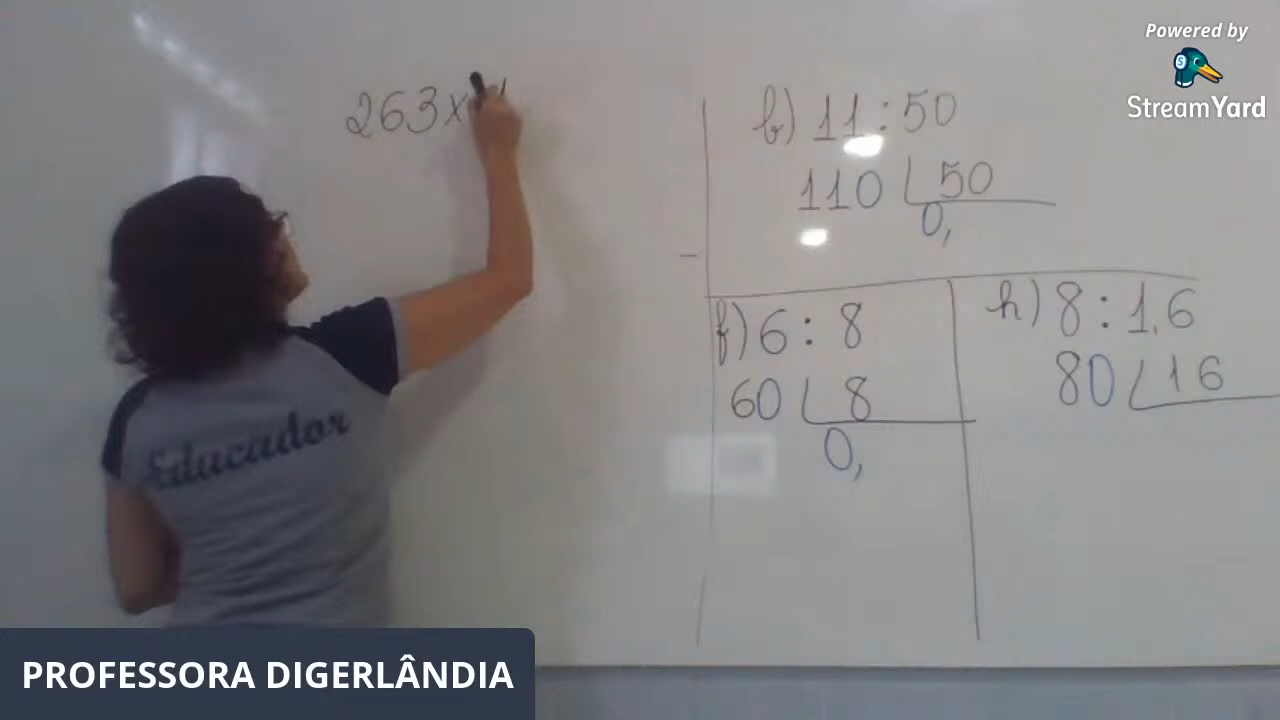 Powered by
StreamYard
263x
b) 11:50
110 50
0,
f) 6:8
60 8
0,
h) 8:1,6
80 16
Educador
PROFESSORA DIGERLÂNDIA